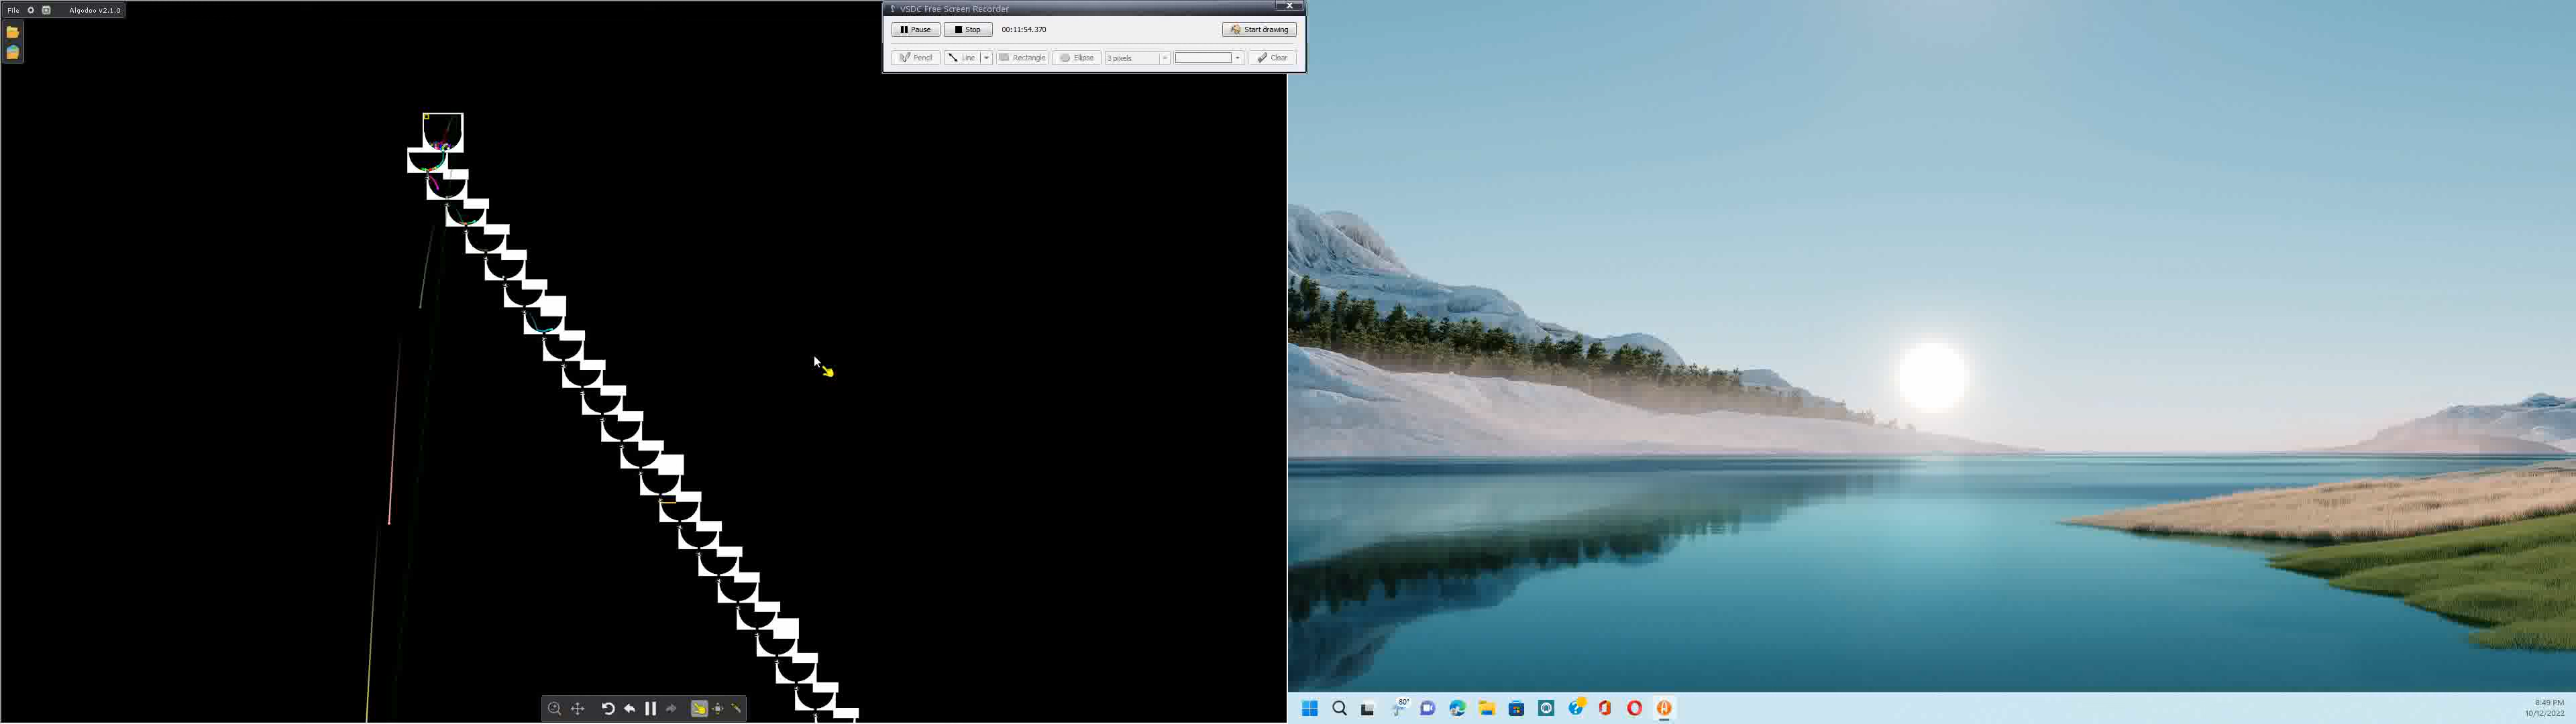 File Algodoo v2.1.0
VSDC Free Screen Recorder
Pause Stop 00:11:54.370 Start drawing
Pencil Line Rectangle Ellipse 3 pixels Clear
80°
8:49 PM
10/12/2022